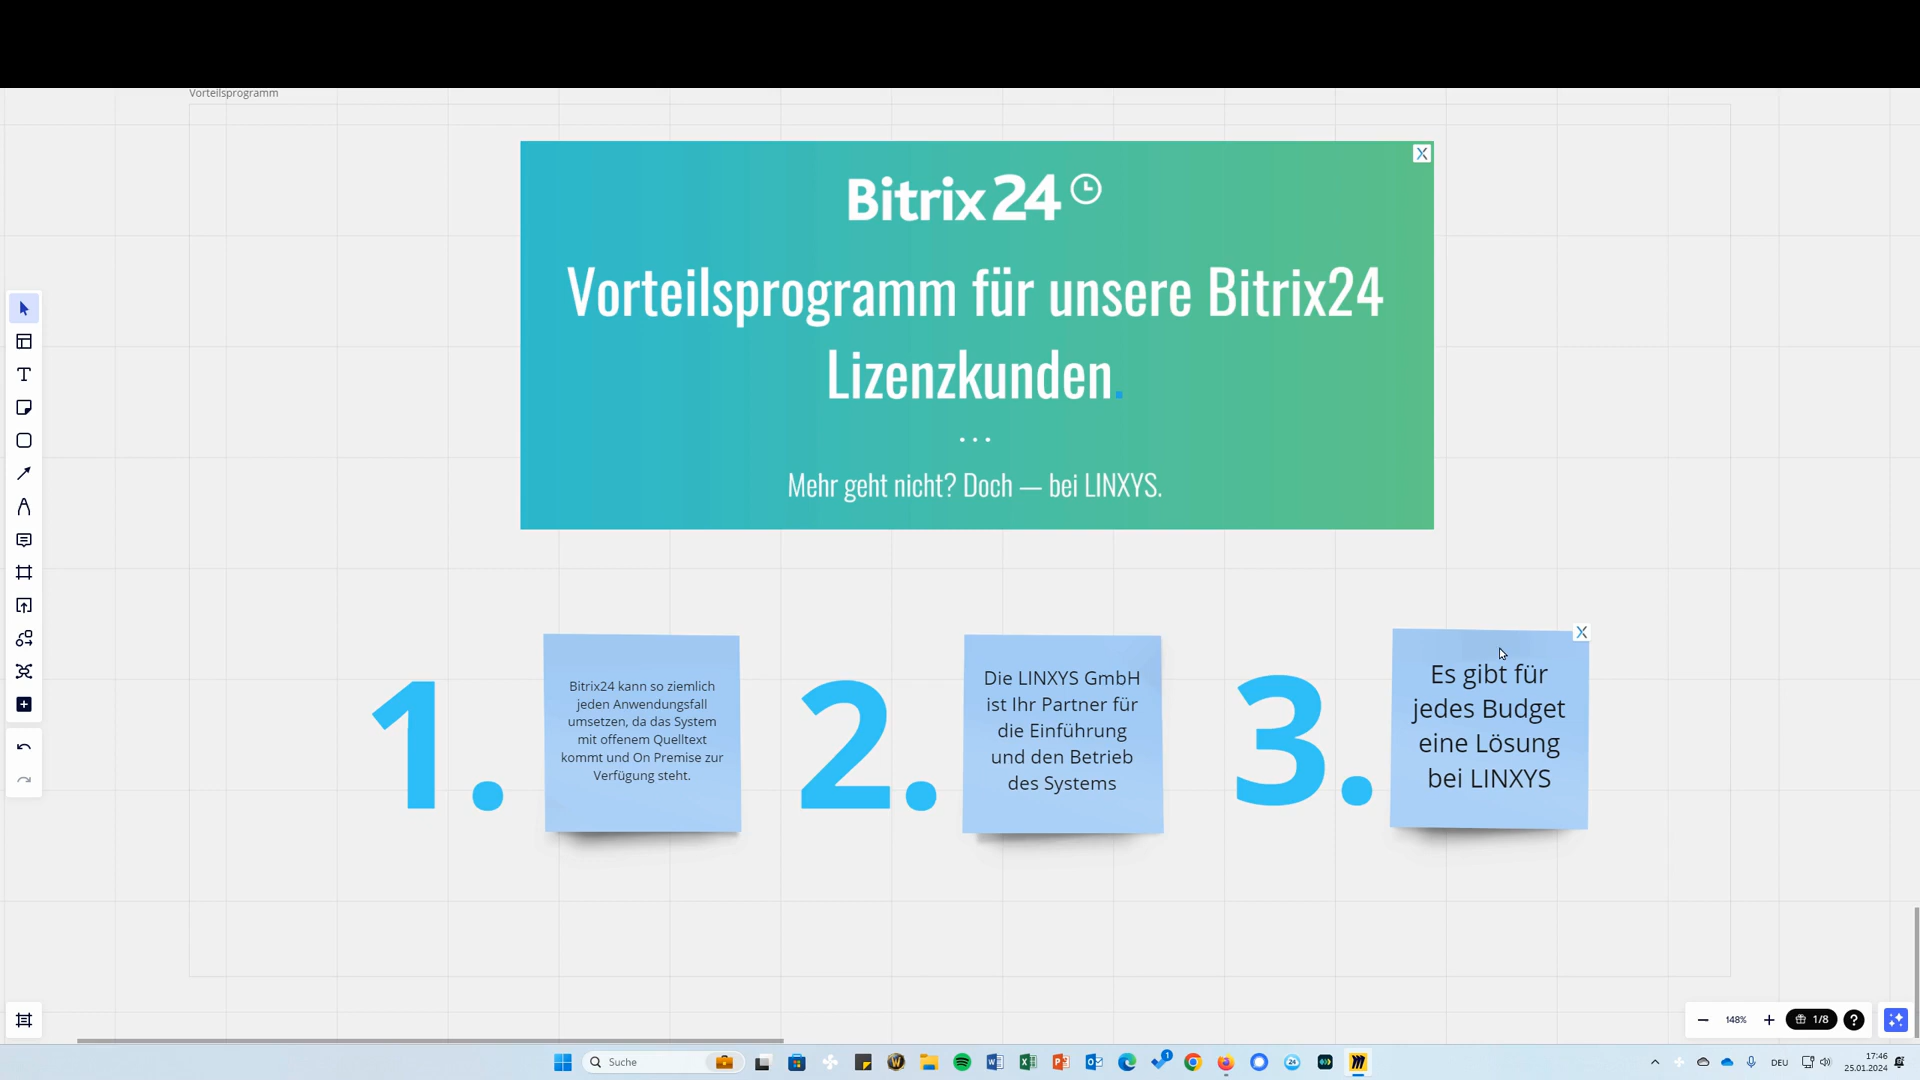 Vorteilsprogramm
Bitrix24
Vorteilsprogramm für unsere Bitrix24
Lizenzkunden.
...
Mehr geht nicht? Doch — bei LINXYS.
1.
Bitrix24 kann so ziemlich
jeden Anwendungsfall
umsetzen, da das System
mit offenem Quelltext
kommt und On Premise zur
Verfügung steht.
2.
Die LINXYS GmbH
ist Ihr Partner für
die Einführung
und den Betrieb
des Systems
3.
Es gibt für
jedes Budget
eine Lösung
bei LINXYS
148%
1/8
Suche
DEU
17:46
25.01.2024